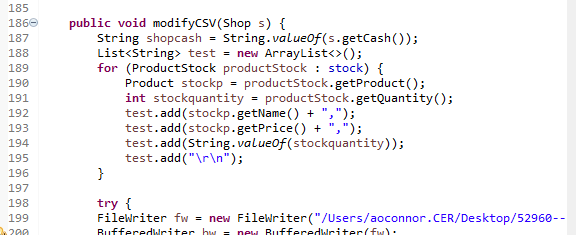 185
186 public void modifyCSV(Shop s) {
187 String shopcash = String.valueOf(s.getCash());
188 List<String> test = new ArrayList<>();
189 for (ProductStock productStock : stock) {
190 Product stockp = productStock.getProduct();
191 int stockquantity = productStock.getQuantity();
192 test.add(stockp.getName() + ",");
193 test.add(stockp.getPrice() + ",");
194 test.add(String.valueOf(stockquantity));
195 test.add("\r\n");
196 }
197
198 try {
199 FileWriter fw = new FileWriter("/Users/aoconnor.CER/Desktop/52960--
200 BufferedWriter bw = new BufferedWriter(fw);